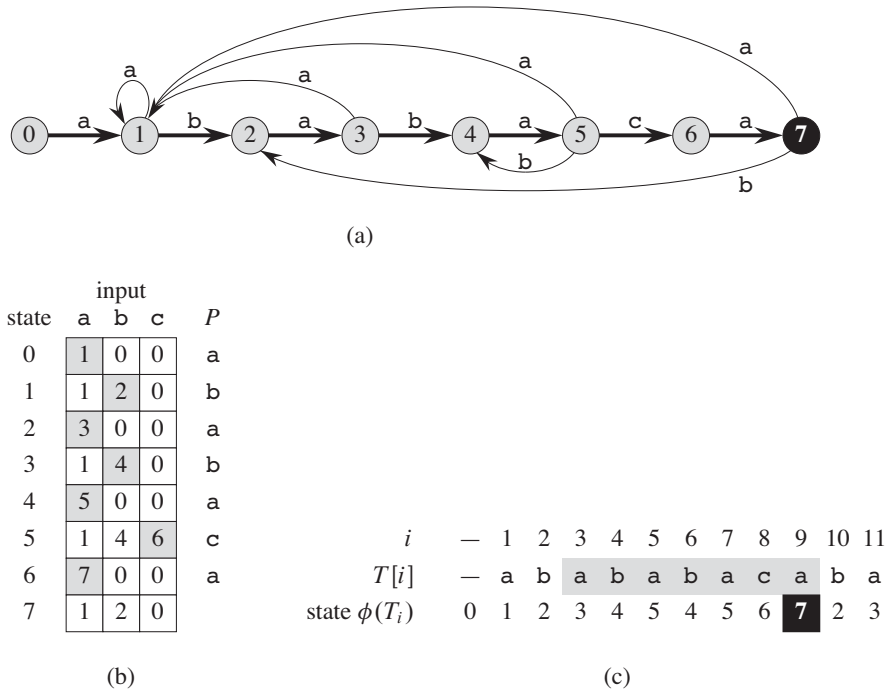 a
a
a
a
0 a 1 b 2 a 3 b 4 a 5 c 6 a 7
b
b
(a)
input
state a b c P
0 1 0 0 a
1 1 2 0 b
2 3 0 0 a
3 1 4 0 b
4 5 0 0 a
5 1 4 6 c
6 7 0 0 a
7 1 2 0
(b)
i — 1 2 3 4 5 6 7 8 9 10 11
T[i] — a b a b a b a c a b a
state ϕ(Tᵢ) 0 1 2 3 4 5 4 5 6 7 2 3
(c)